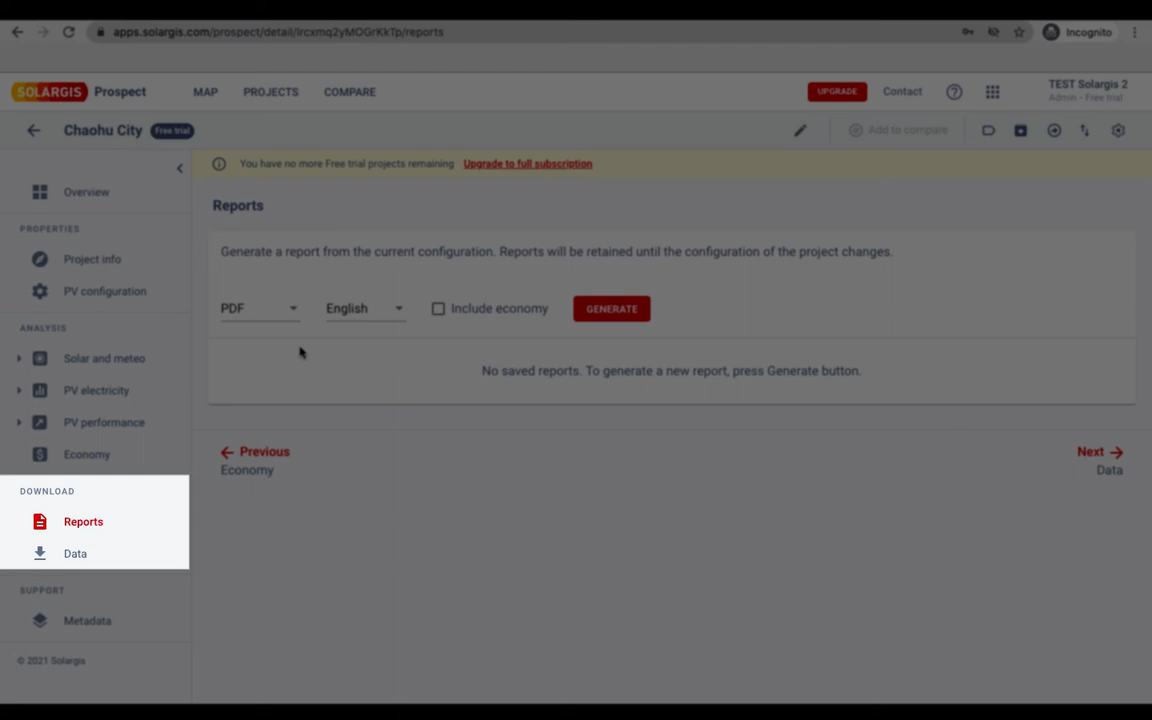 apps.solargis.com/prospect/detail/lrcxmq2yMOGrKkTp/reports
Incognito
SOLARGIS Prospect MAP PROJECTS COMPARE UPGRADE Contact TEST Solargis 2
Admin - Free trial
Chaohu City Free trial Add to compare
You have no more Free trial projects remaining Upgrade to full subscription
Overview
Reports
PROPERTIES
Generate a report from the current configuration. Reports will be retained until the configuration of the project changes.
Project info
PV configuration
PDF English Include economy GENERATE
ANALYSIS
Solar and meteo
No saved reports. To generate a new report, press Generate button.
PV electricity
PV performance
Economy
Previous
Economy
Next
Data
DOWNLOAD
Reports
Data
SUPPORT
Metadata
© 2021 Solargis